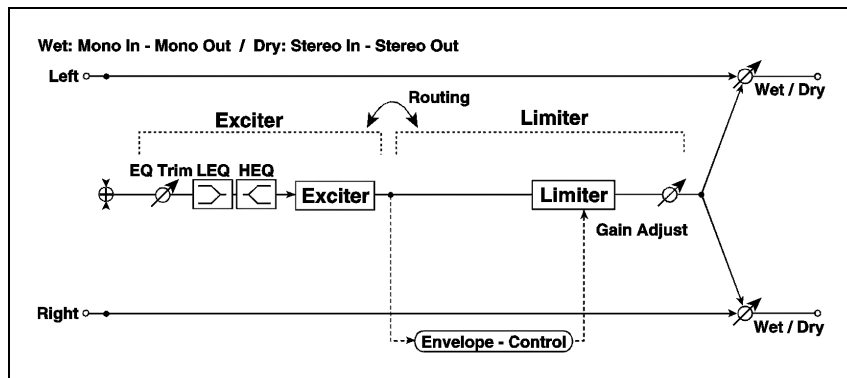 Wet: Mono In - Mono Out / Dry: Stereo In - Stereo Out
Left
Wet / Dry
Routing
Exciter
Limiter
EQ Trim LEQ HEQ
Exciter
Limiter
Gain Adjust
Right
Wet / Dry
Envelope - Control